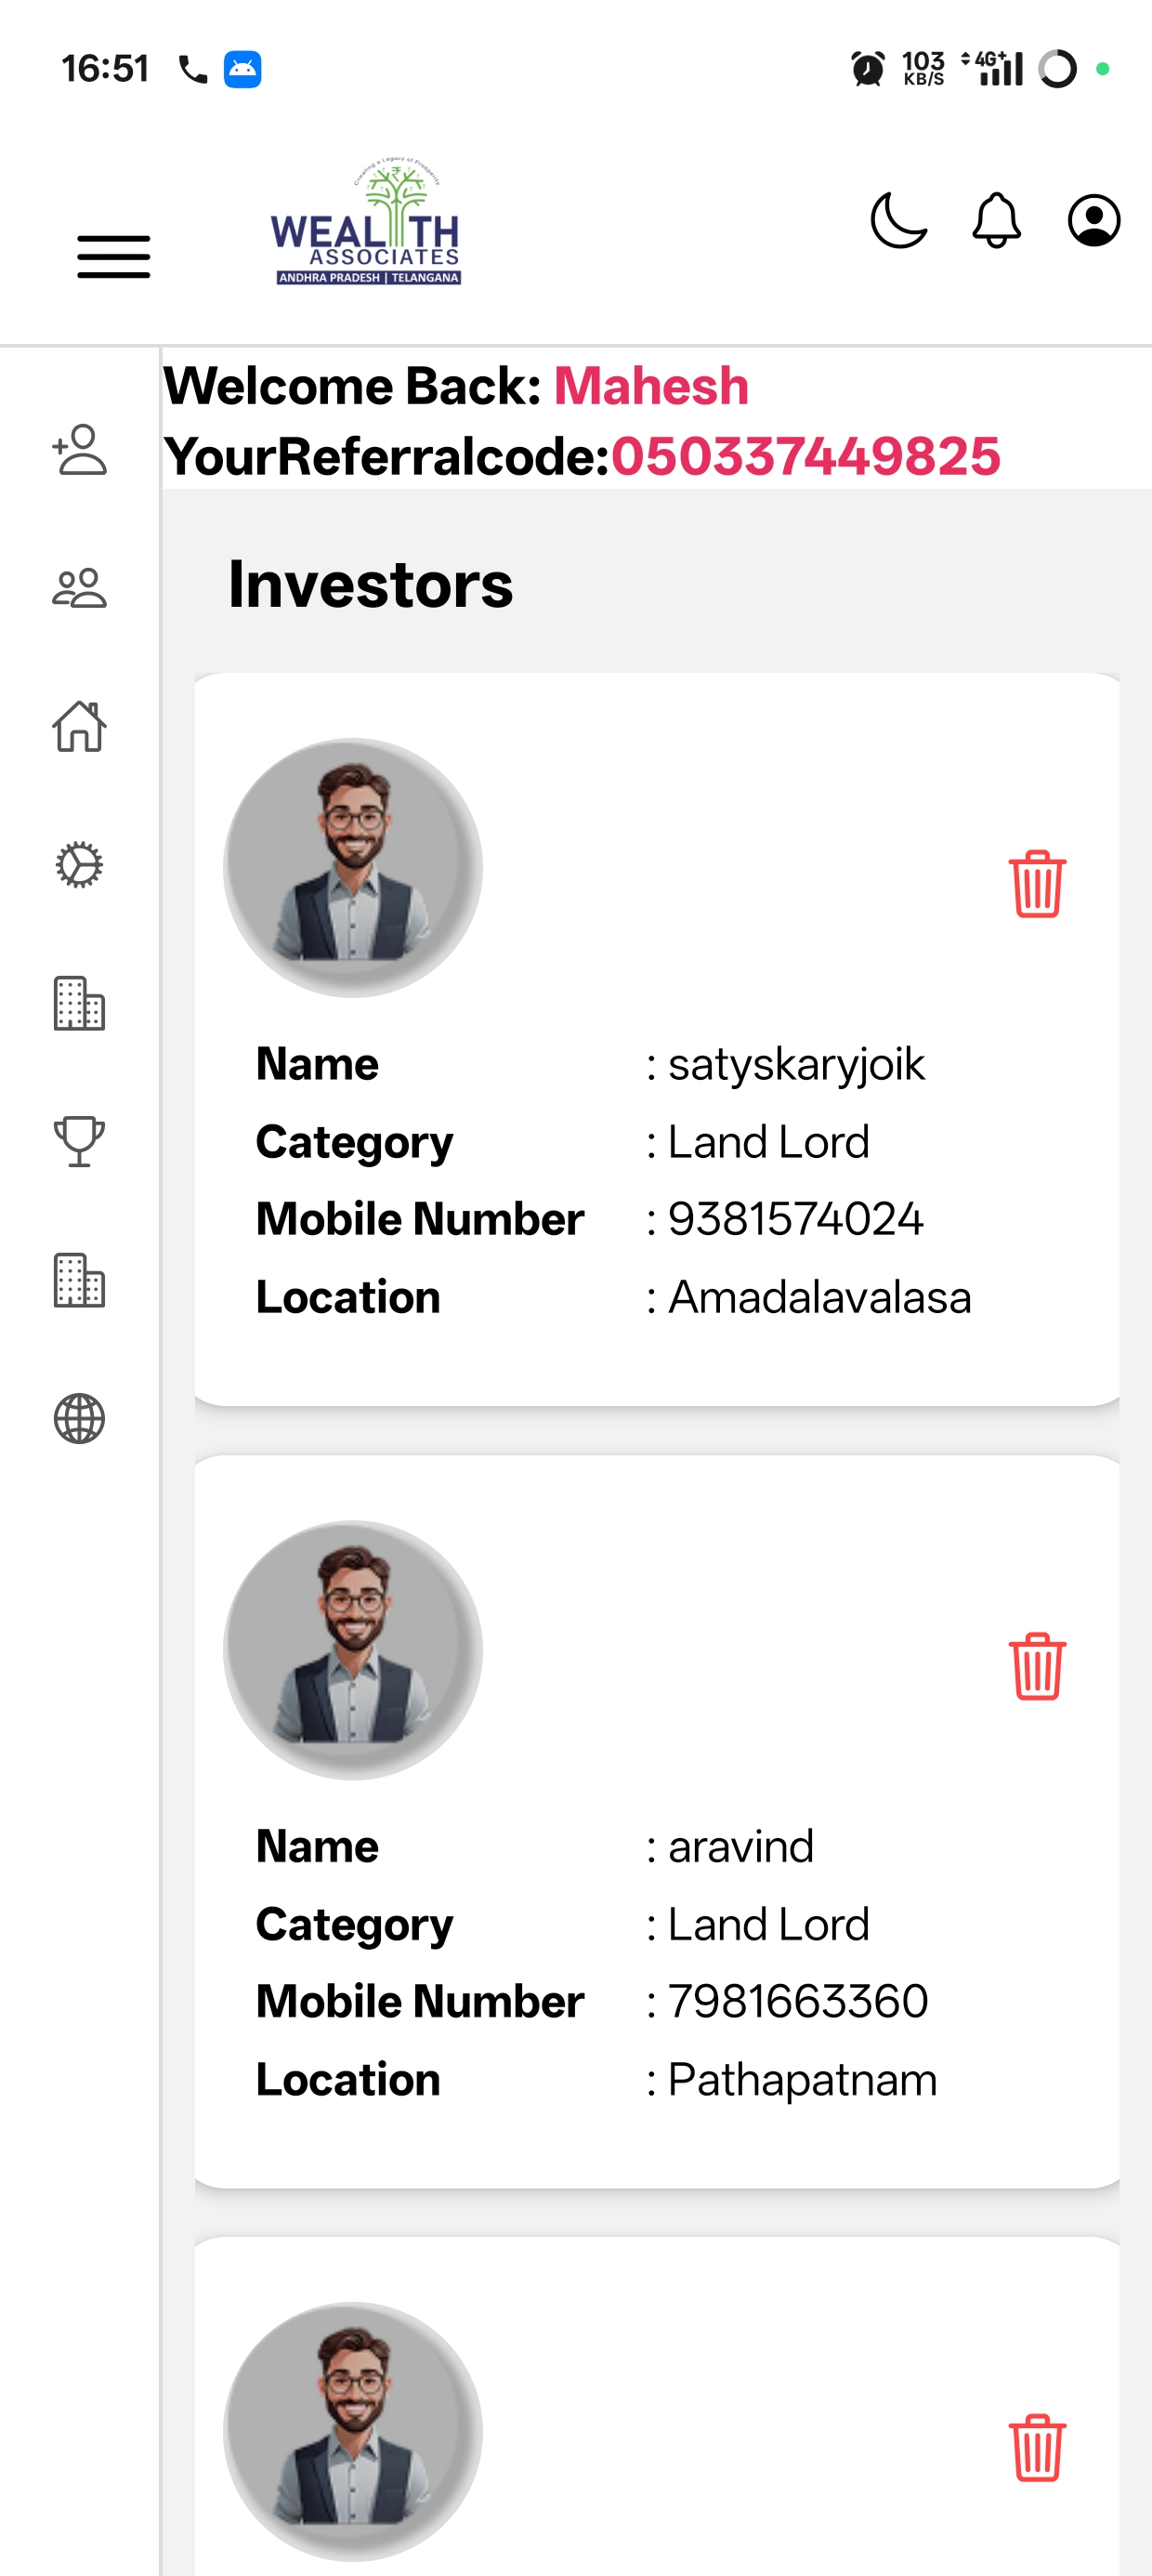 16:51 103 KB/S 4G+
Creating a Legacy of Prosperity
WEALTH
ASSOCIATES
ANDHRA PRADESH | TELANGANA
Welcome Back: Mahesh
YourReferralcode:050337449825
Investors
Name : satyskaryjoik
Category : Land Lord
Mobile Number : 9381574024
Location : Amadalavalasa
Name : aravind
Category : Land Lord
Mobile Number : 7981663360
Location : Pathapatnam